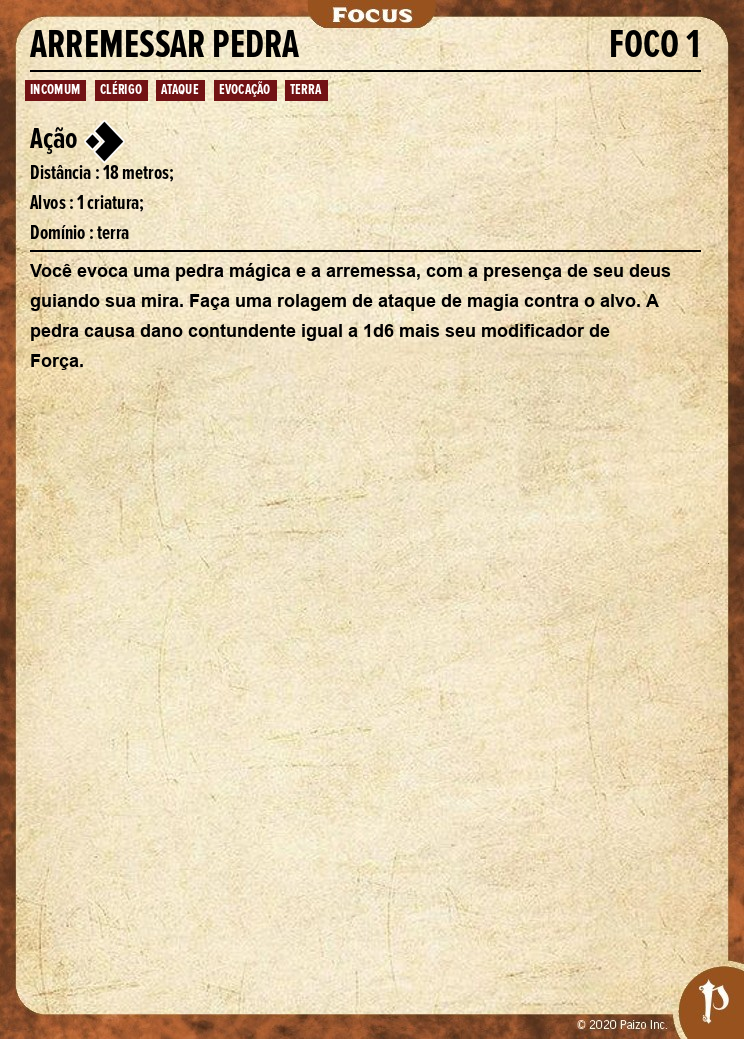 Focus
ARREMESSAR PEDRA FOCO 1
INCOMUM CLÉRIGO ATAQUE EVOCAÇÃO TERRA
Ação
Distância : 18 metros;
Alvos : 1 criatura;
Domínio : terra
Você evoca uma pedra mágica e a arremessa, com a presença de seu deus
guiando sua mira. Faça uma rolagem de ataque de magia contra o alvo. A
pedra causa dano contundente igual a 1d6 mais seu modificador de
Força.
© 2020 Paizo Inc.
P